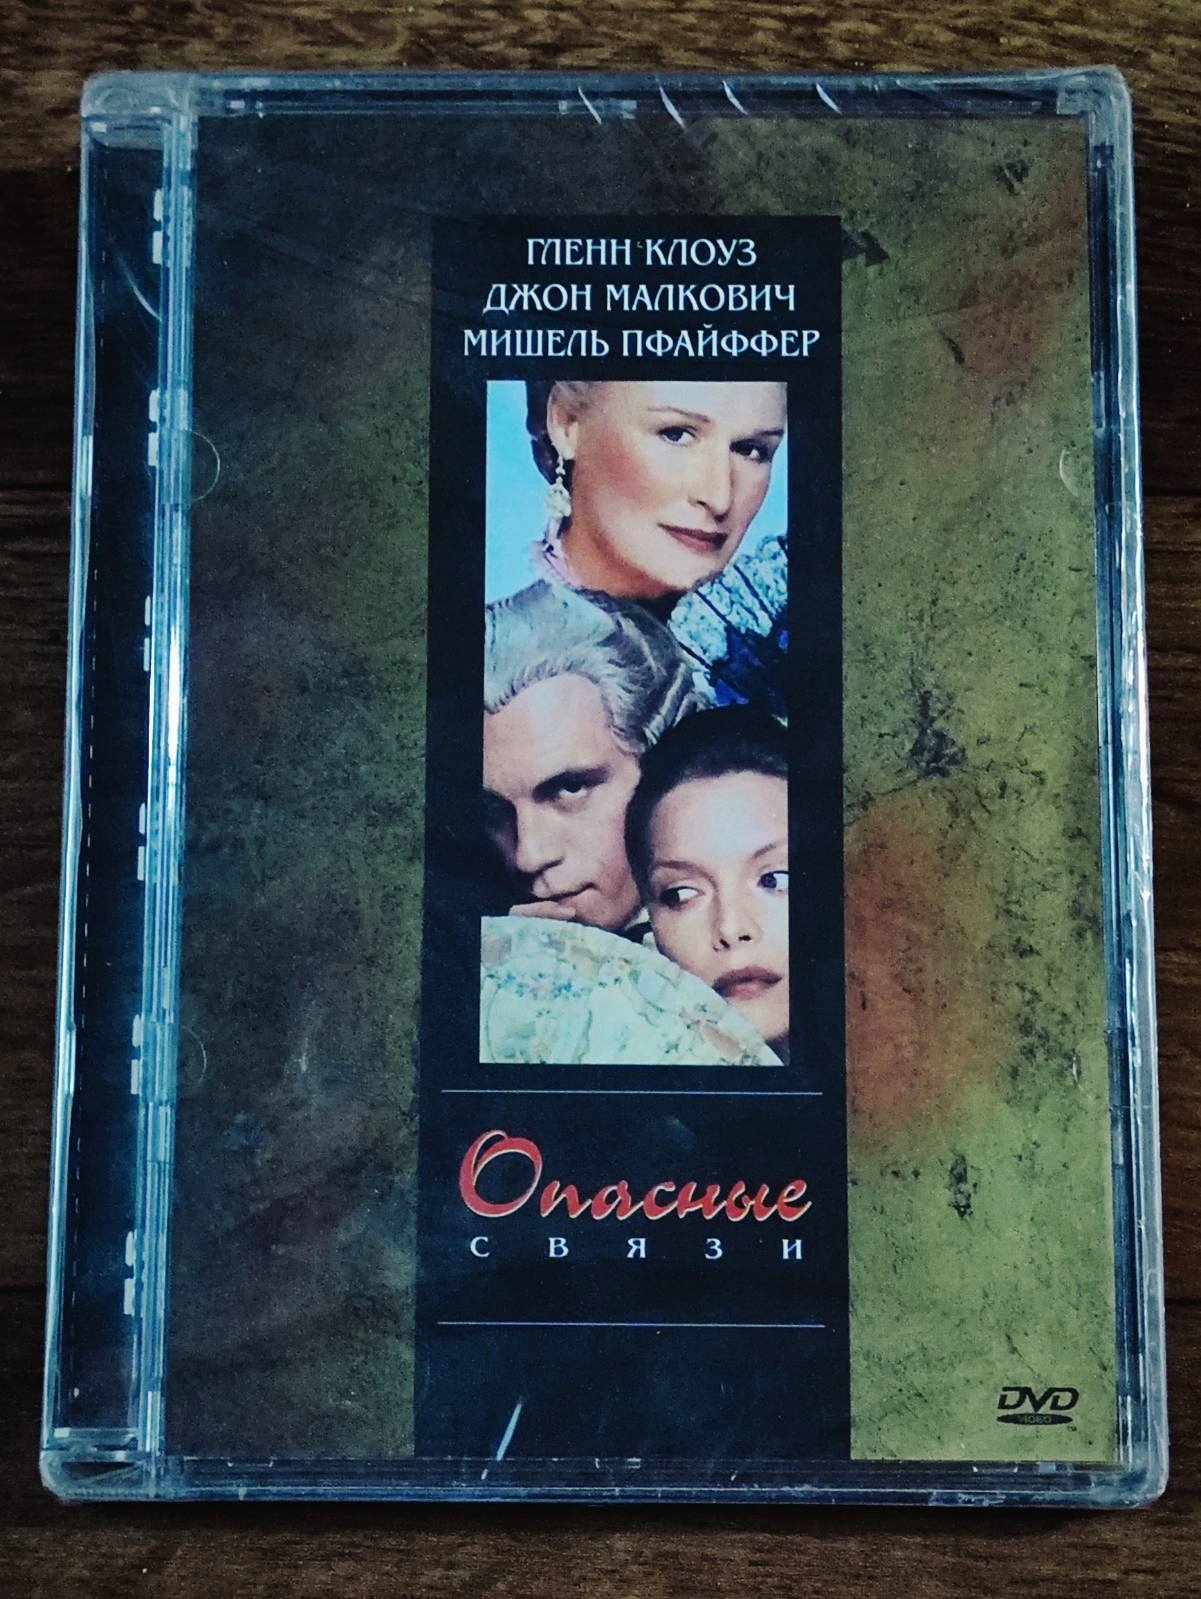 ГЛЕНН КЛОУЗ
ДЖОН МАЛКОВИЧ
МИШЕЛЬ ПФАЙФФЕР
Опасные
СВЯЗИ
DVD
VIDEO